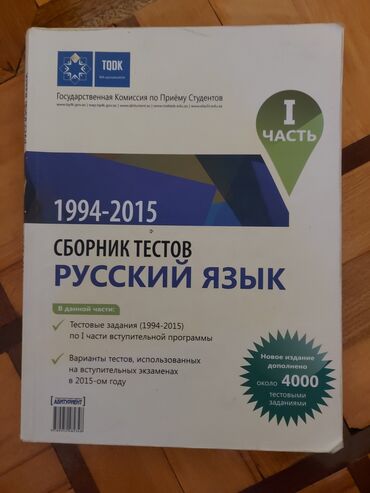 TQDK
Государственная Комиссия по Приёму Студентов
I
ЧАСТЬ
1994-2015
СБОРНИК ТЕСТОВ
РУССКИЙ ЯЗЫК
В данной части:
Тестовые задания (1994-2015)
по I части вступительной программы
Варианты тестов, использованных
на вступительных экзаменах
в 2015-ом году
Новое издание
дополнено
около 4000
тестовыми
заданиями
АБИТУРИЕНТ